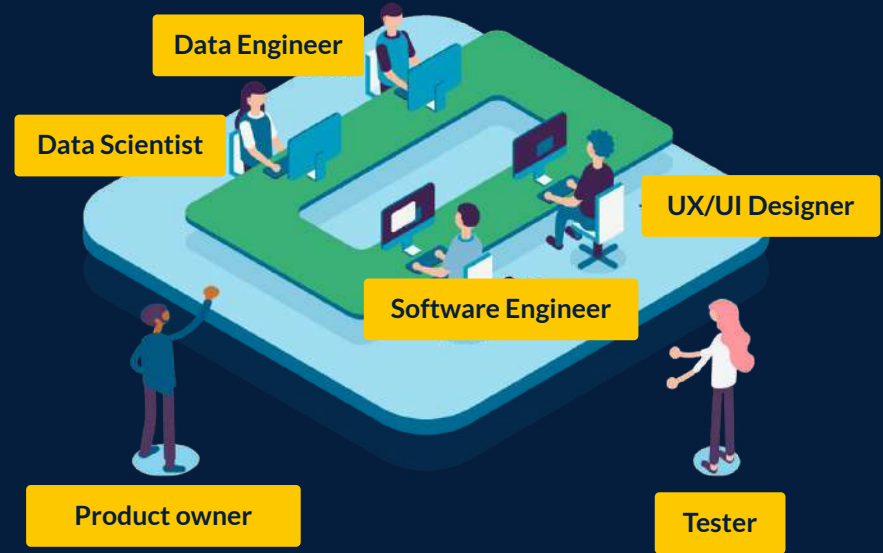 Data Engineer
Data Scientist
UX/UI Designer
Software Engineer
Product owner
Tester